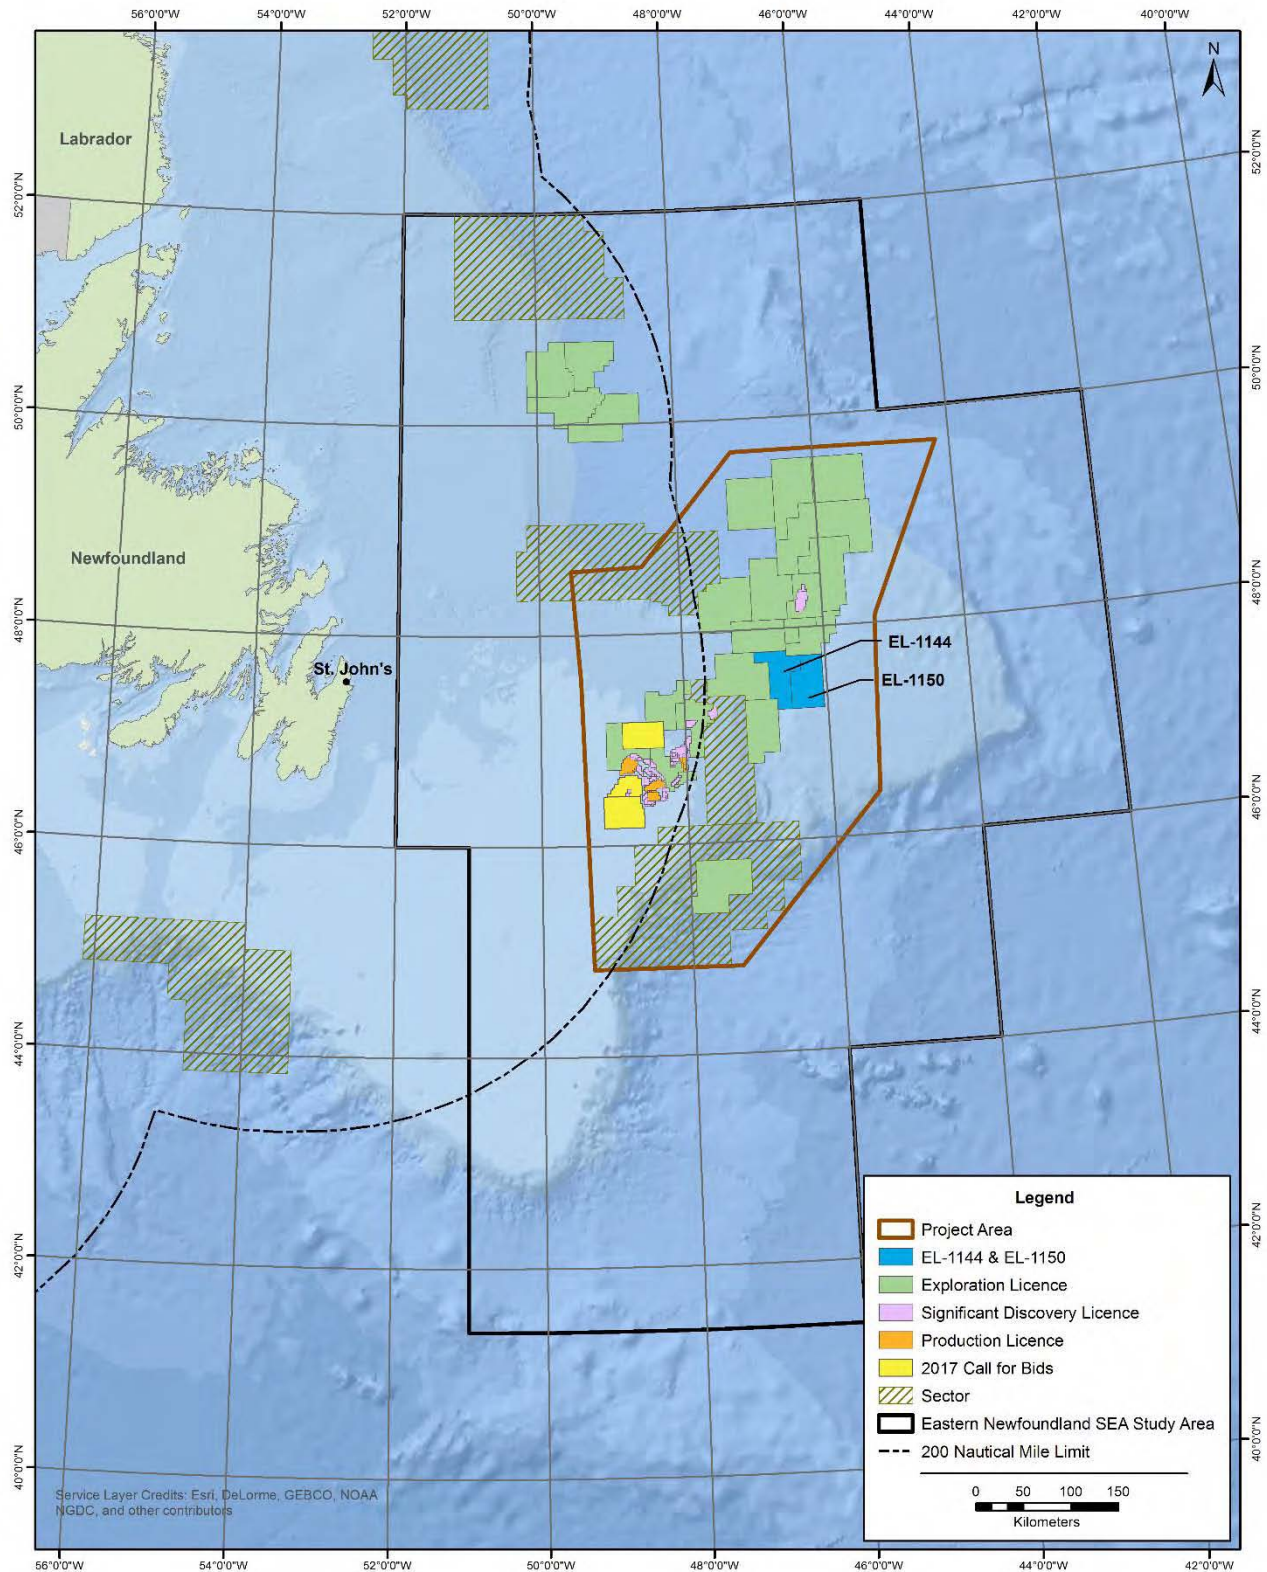 56°0'0"W 54°0'0"W 52°0'0"W 50°0'0"W 48°0'0"W 46°0'0"W 44°0'0"W 42°0'0"W 40°0'0"W
N
Labrador
52°0'0"N
52°0'0"N
50°0'0"N
50°0'0"N
Newfoundland
48°0'0"N
48°0'0"N
EL-1144
St. John's
EL-1150
46°0'0"N
46°0'0"N
44°0'0"N
44°0'0"N
42°0'0"N
42°0'0"N
40°0'0"N
40°0'0"N
Legend
Project Area
EL-1144 & EL-1150
Exploration Licence
Significant Discovery Licence
Production Licence
2017 Call for Bids
Sector
Eastern Newfoundland SEA Study Area
200 Nautical Mile Limit
0 50 100 150
Kilometers
Service Layer Credits: Esri, DeLorme, GEBCO, NOAA
NGDC, and other contributors
56°0'0"W 54°0'0"W 52°0'0"W 50°0'0"W 48°0'0"W 46°0'0"W 44°0'0"W 42°0'0"W